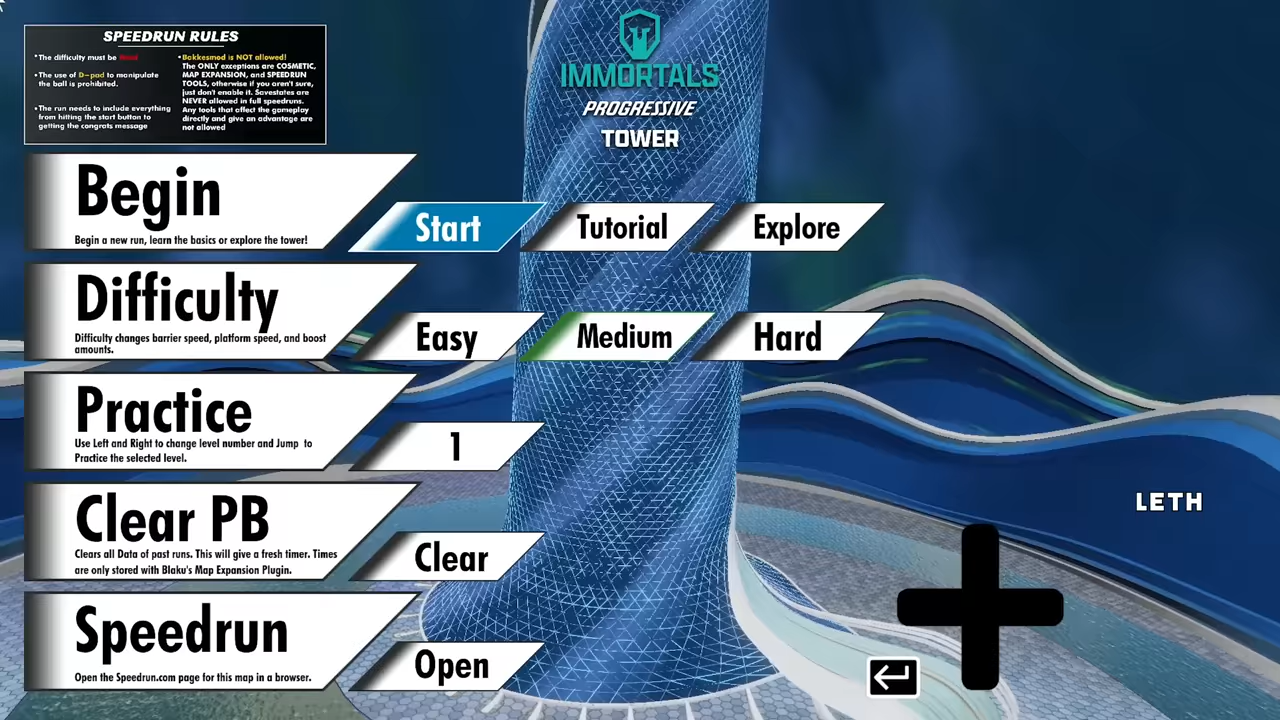 SPEEDRUN RULES
•The difficulty must be Hard
•The use of D-pad to manipulate
the ball is prohibited.
•The run needs to include everything
from hitting the start button to
getting the congrats message
•Bakkesmod is NOT allowed!
The ONLY exceptions are COSMETIC,
MAP EXPANSION, and SPEEDRUN
TOOLS, otherwise if you aren't sure,
just don't enable it. Savestates are
NEVER allowed in full speedruns.
Any tools that affect the gameplay
directly and give an advantage are
not allowed
IMMORTALS
PROGRESSIVE
TOWER
Begin
Begin a new run, learn the basics or explore the tower!
Start
Tutorial
Explore
Difficulty
Difficulty changes barrier speed, platform speed, and boost
amounts.
Easy
Medium
Hard
Practice
Use Left and Right to change level number and Jump to
Practice the selected level.
1
Clear PB
Clears all Data of past runs. This will give a fresh timer. Times
are only stored with Blaku's Map Expansion Plugin.
Clear
Speedrun
Open the Speedrun.com page for this map in a browser.
Open
LETH